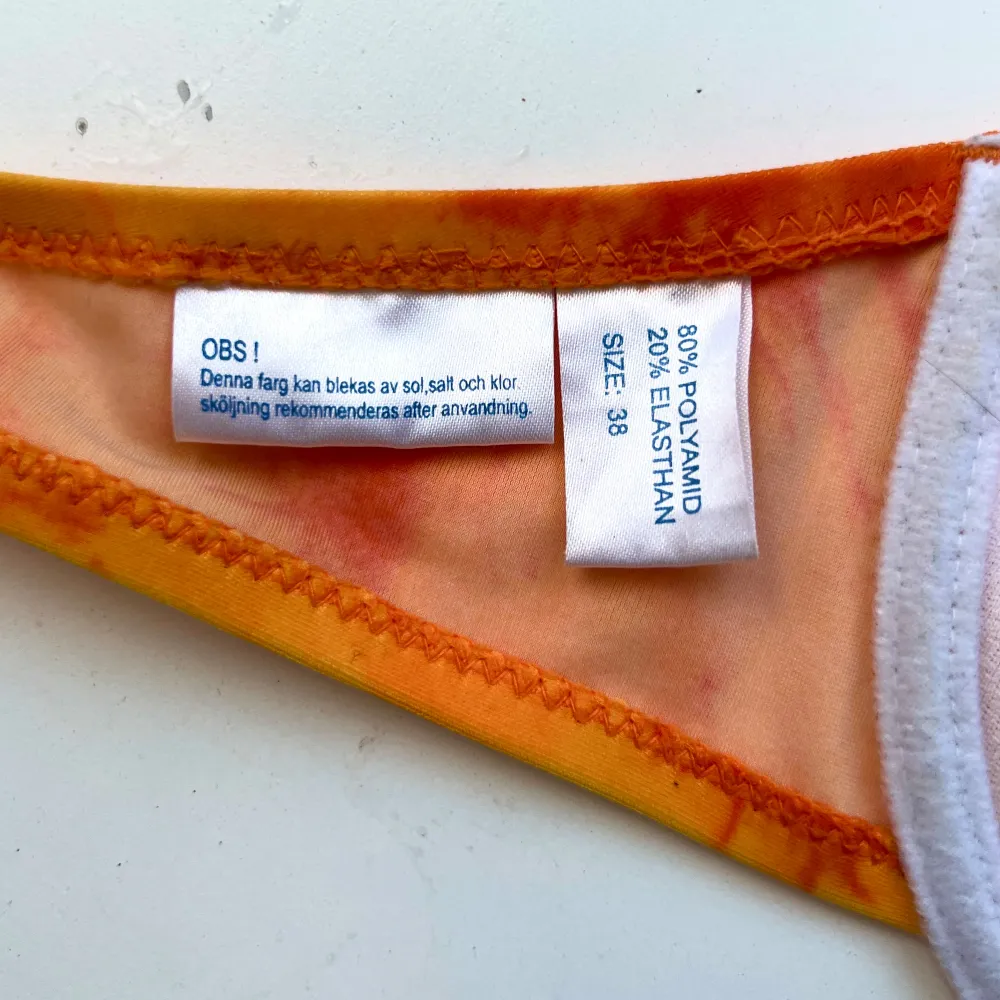 OBS !
Denna farg kan blekas av sol,salt och klor.
sköljning rekommenderas after anvandning.
80% POLYAMID
20% ELASTHAN
SIZE: 38